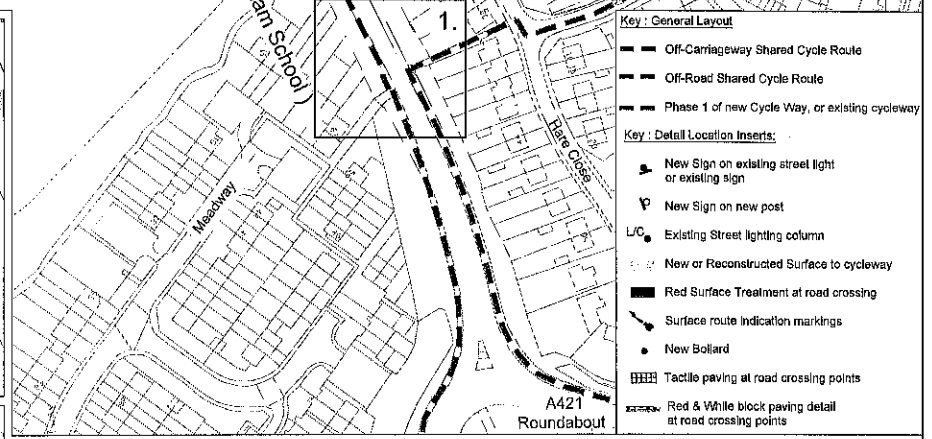 am School )
1.
Meadway
Hare Close
A421
Roundabout
Key : General Layout
Off-Carriageway Shared Cycle Route
Off-Road Shared Cycle Route
Phase 1 of new Cycle Way, or existing cycleway
Key : Detail Location Inserts:
New Sign on existing street light
or existing sign
New Sign on new post
L/C Existing Street lighting column
New or Reconstructed Surface to cycleway
Red Surface Treatment at road crossing
Surface route indication markings
New Bollard
Tactile paving at road crossing points
Red & White block paving detail
at road crossing points